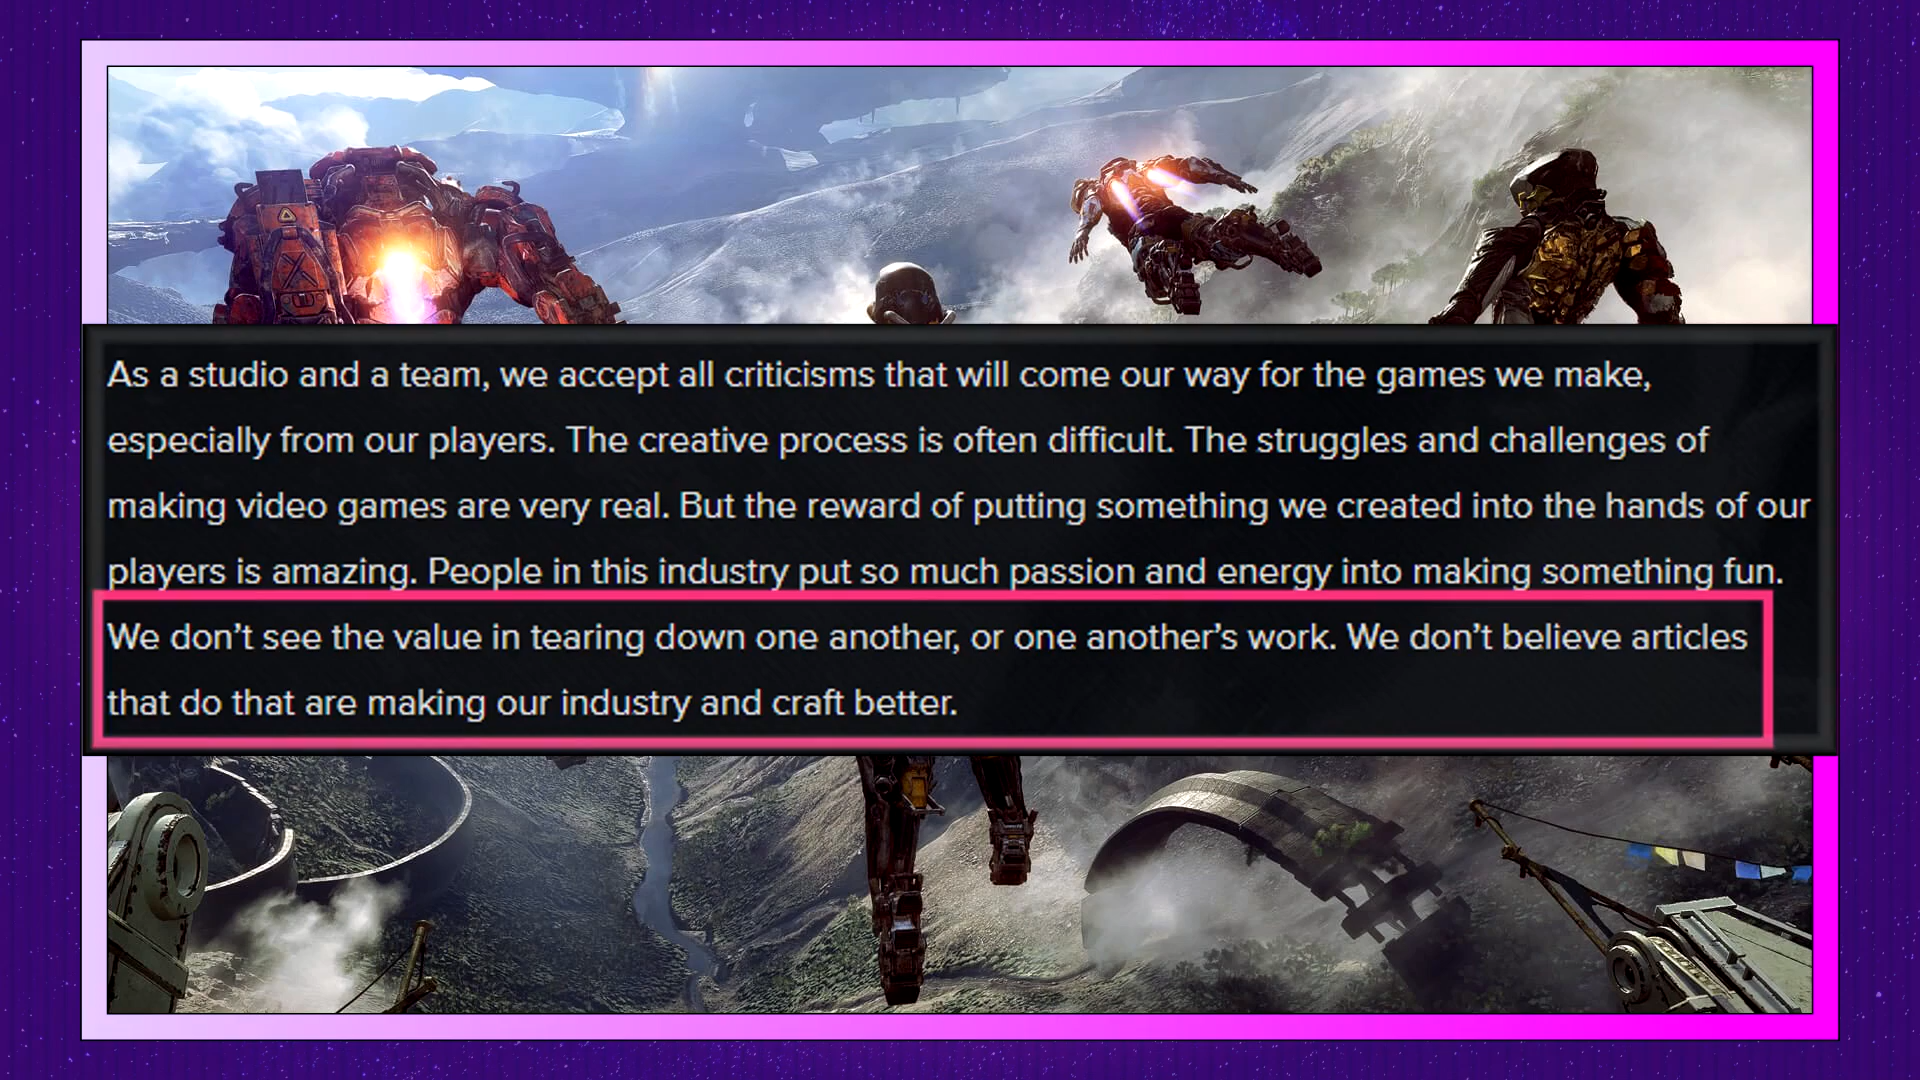 As a studio and a team, we accept all criticisms that will come our way for the games we make,
especially from our players. The creative process is often difficult. The struggles and challenges of
making video games are very real. But the reward of putting something we created into the hands of our
players is amazing. People in this industry put so much passion and energy into making something fun.
We don’t see the value in tearing down one another, or one another’s work. We don’t believe articles
that do that are making our industry and craft better.